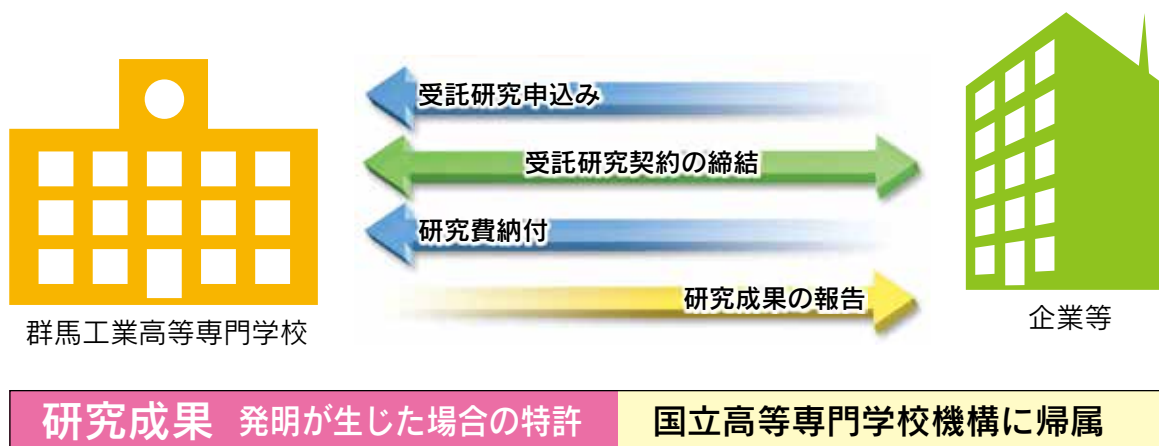 受託研究申込み
受託研究契約の締結
研究費納付
研究成果の報告
群馬工業高等専門学校
企業等
研究成果 発明が生じた場合の特許 国立高等専門学校機構に帰属